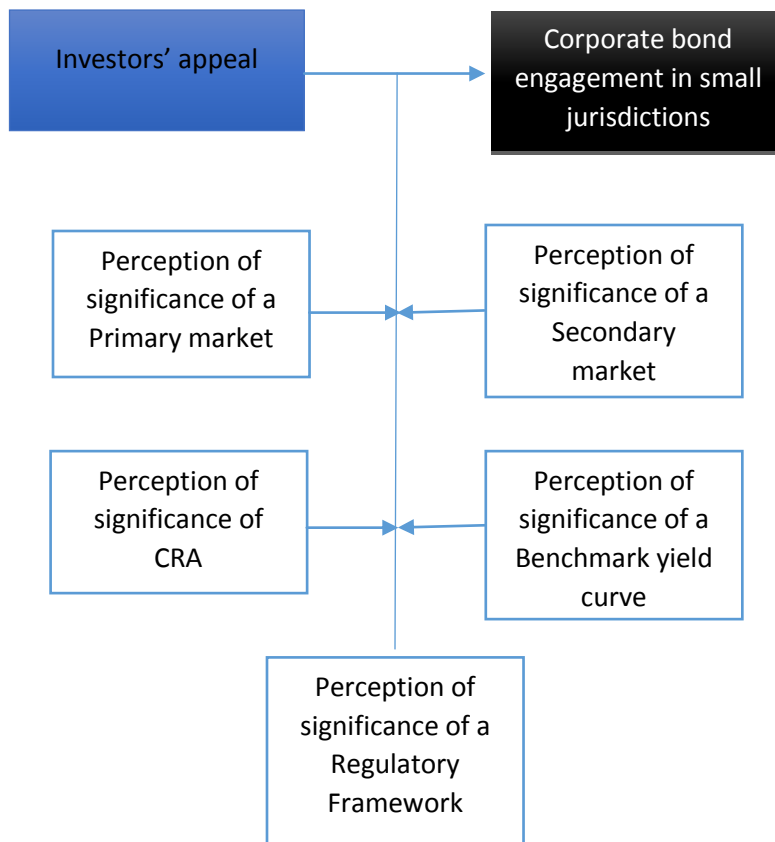 Investors’ appeal
Corporate bond
engagement in small
jurisdictions
Perception of
significance of a
Primary market
Perception of
significance of a
Secondary
market
Perception of
significance of
CRA
Perception of
significance of a
Benchmark yield
curve
Perception of
significance of a
Regulatory
Framework